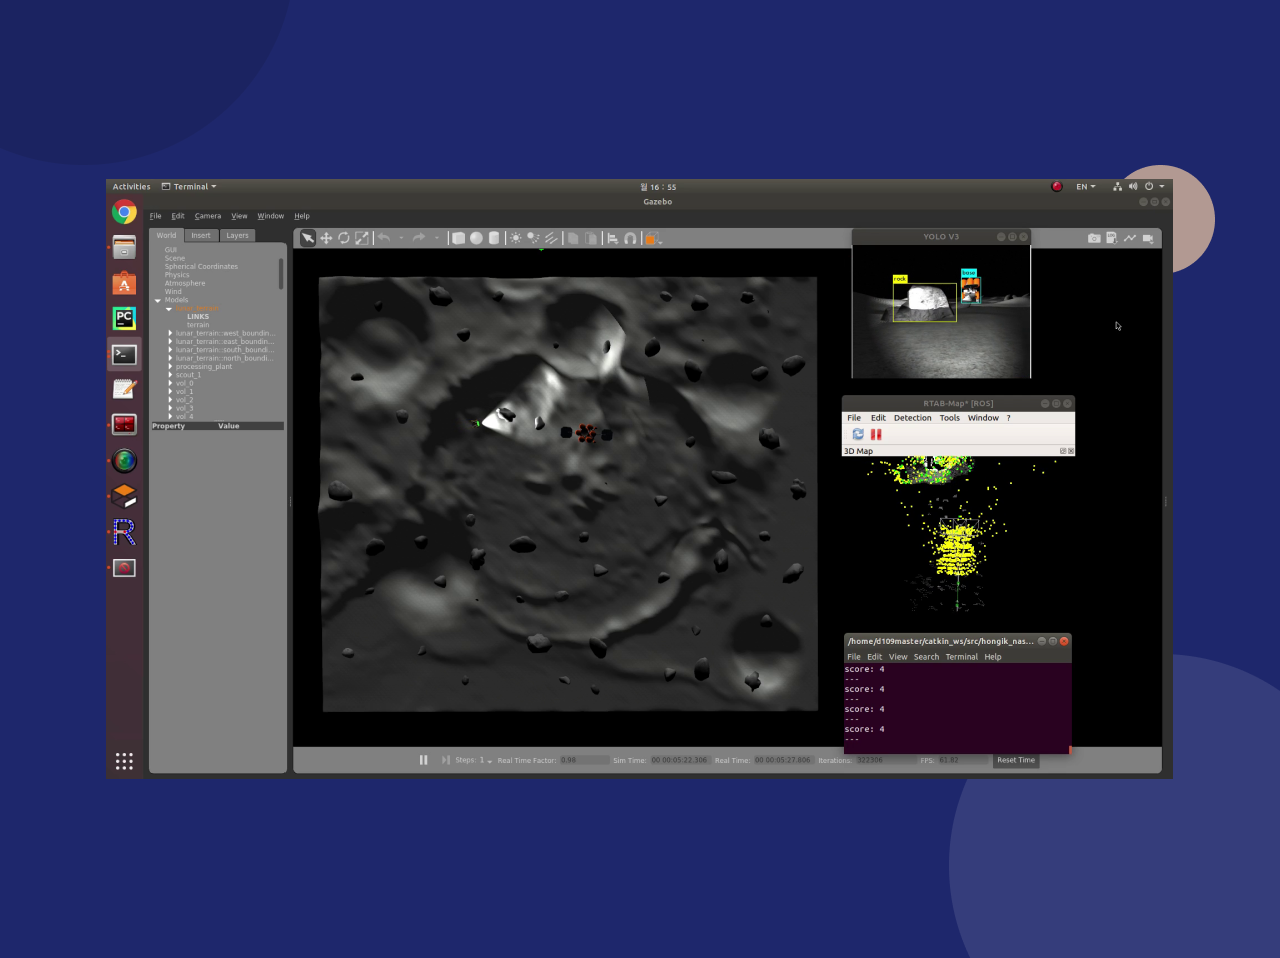 Activities
Terminal
월 16 : 55
EN
Gazebo
File Edit Camera View Window Help
World Insert Layers
GUI
Scene
Spherical Coordinates
Physics
Atmosphere
Wind
Models
LINKS
terrain
lunar_terrain::west_boundin...
lunar_terrain::east_boundin...
lunar_terrain::south_boundi...
lunar_terrain::north_boundi...
processing_plant
scout_1
vol_0
vol_1
vol_2
vol_3
vol_4
Property Value
PC
R
YOLO V3
rock
base
RTAB-Map* [ROS]
File Edit Detection Tools Window ?
3D Map
/home/d109master/catkin_ws/src/hongik_nas...
File Edit View Search Terminal Help
score: 4
---
score: 4
---
score: 4
---
score: 4
---
Steps: 1 Real Time Factor: 0.98 Sim Time: 00 00:05:22.306 Real Time: 00 00:05:27.806 Iterations: 322306 FPS: 61.82 Reset Time